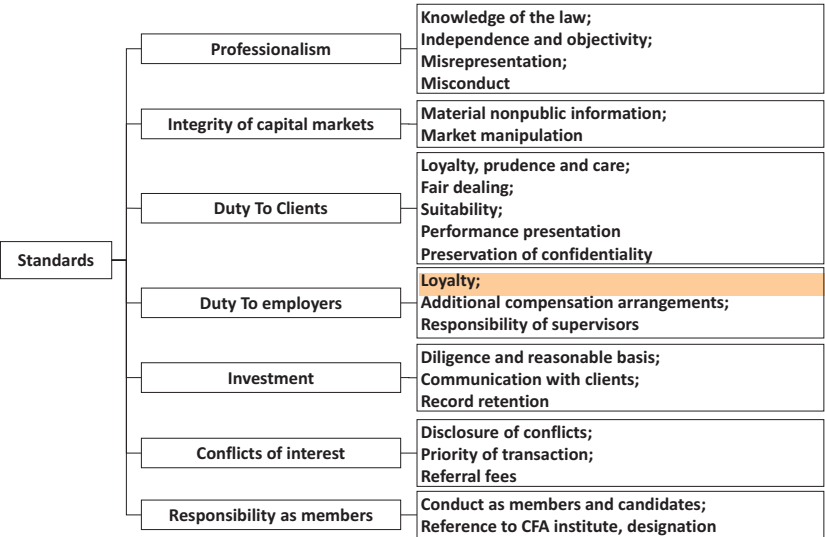 Standards
Professionalism
Knowledge of the law;
Independence and objectivity;
Misrepresentation;
Misconduct
Integrity of capital markets
Material nonpublic information;
Market manipulation
Duty To Clients
Loyalty, prudence and care;
Fair dealing;
Suitability;
Performance presentation
Preservation of confidentiality
Duty To employers
Loyalty;
Additional compensation arrangements;
Responsibility of supervisors
Investment
Diligence and reasonable basis;
Communication with clients;
Record retention
Conflicts of interest
Disclosure of conflicts;
Priority of transaction;
Referral fees
Responsibility as members
Conduct as members and candidates;
Reference to CFA institute, designation